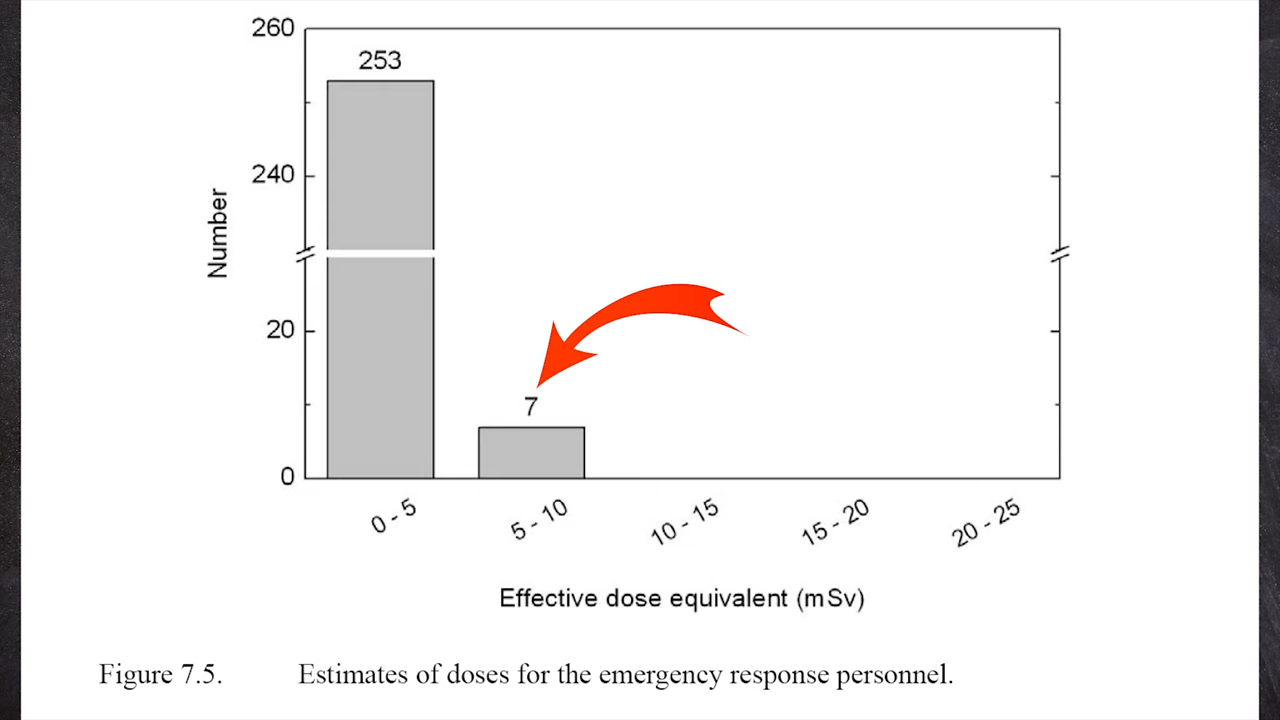 260
253
240
Number
20
7
0
0 - 5
5 - 10
10 - 15
15 - 20
20 - 25
Effective dose equivalent (mSv)
Figure 7.5. Estimates of doses for the emergency response personnel.